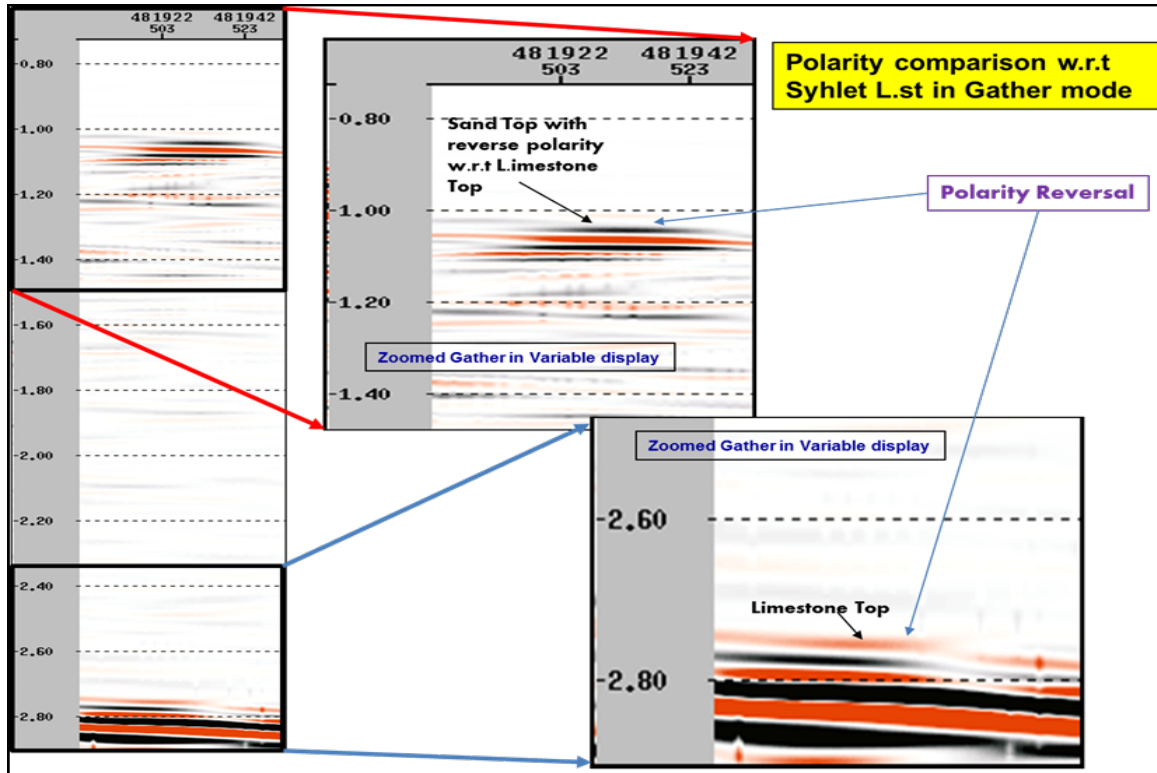 481922 481942
503 523
-0.80
-1.00
-1.20
-1.40
-1.60
-1.80
-2.00
-2.20
-2.40
-2.60
-2.80
481922 481942
503 523
-0.80
Sand Top with
reverse polarity
w.r.t L.imestone
Top
-1.00
-1.20
Zoomed Gather in Variable display
-1.40
Polarity comparison w.r.t
Syhlet L.st in Gather mode
Polarity Reversal
Zoomed Gather in Variable display
-2.60
Limestone Top
-2.80